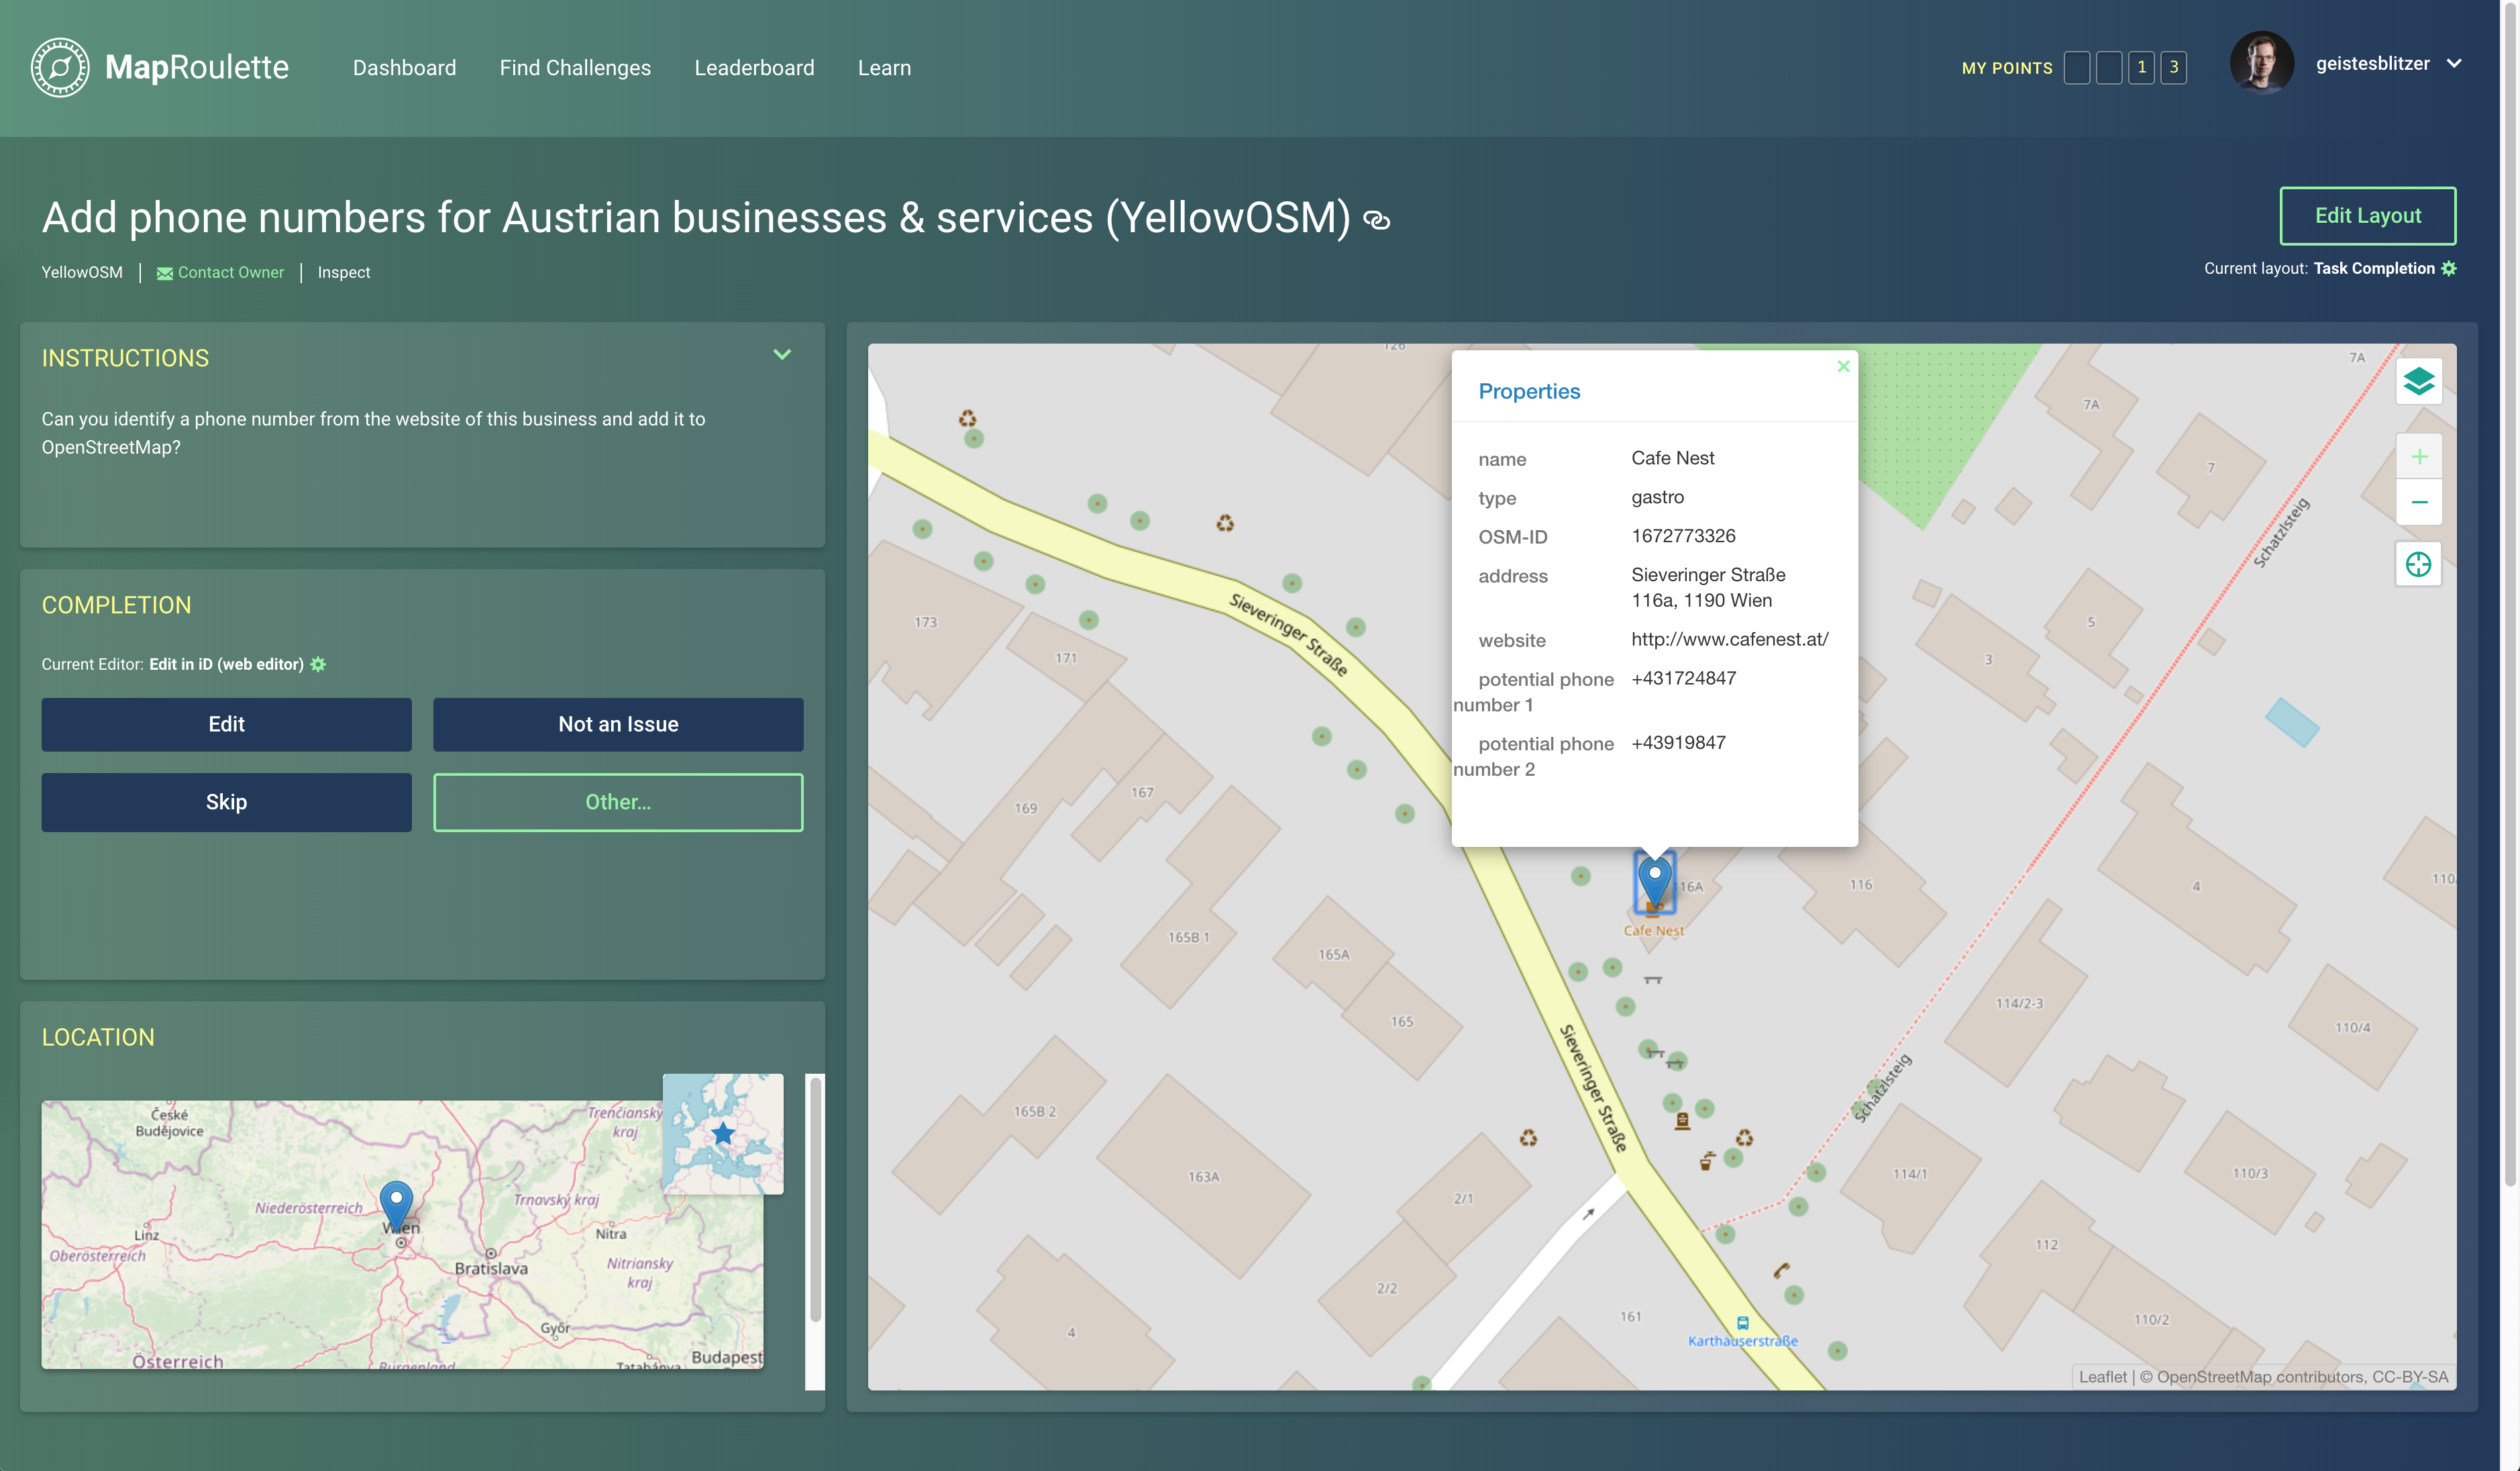 MapRoulette
Dashboard
Find Challenges
Leaderboard
Learn
MY POINTS 1 3
geistesblitzer
Add phone numbers for Austrian businesses & services (YellowOSM)
YellowOSM | Contact Owner | Inspect
Edit Layout
Current layout: Task Completion
INSTRUCTIONS
Can you identify a phone number from the website of this business and add it to
OpenStreetMap?
COMPLETION
Current Editor: Edit in iD (web editor)
Edit
Not an Issue
Skip
Other...
LOCATION
České
Budějovice
Trenčiansky
kraj
Niederösterreich
Trnavský kraj
Wien
Linz
Nitra
Oberösterreich
Bratislava
Nitriansky
kraj
Győr
Österreich
Burgenland
Tatabánya
Budapest
Properties
name Cafe Nest
type gastro
OSM-ID 1672773326
address Sieveringer Straße
116a, 1190 Wien
website http://www.cafenest.at/
potential phone +431724847
number 1
potential phone +43919847
number 2
126
7A
7A
7
Schatzlsteig
Sieveringer Straße
173
171
5
3
169
167
16A
116
4
110
Cafe Nest
165B 1
165A
165
114/2-3
110/4
Sieveringer Straße
Schatzlsteig
165B 2
163A
2/1
114/1
110/3
112
2/2
161
4
110/2
Karthäuserstraße
Leaflet | © OpenStreetMap contributors, CC-BY-SA